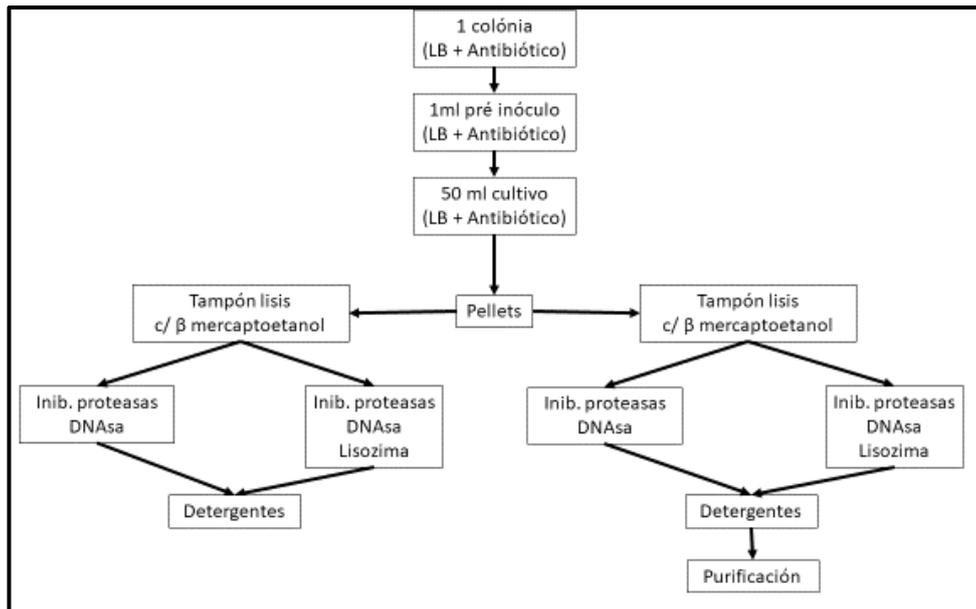 1 colónia
(LB + Antibiótico)
1ml pré inóculo
(LB + Antibiótico)
50 ml cultivo
(LB + Antibiótico)
Pellets
Tampón lisis
c/ β mercaptoetanol
Tampón lisis
c/ β mercaptoetanol
Inib. proteasas
DNAsa
Inib. proteasas
DNAsa
Lisozima
Inib. proteasas
DNAsa
Inib. proteasas
DNAsa
Lisozima
Detergentes
Detergentes
Purificación